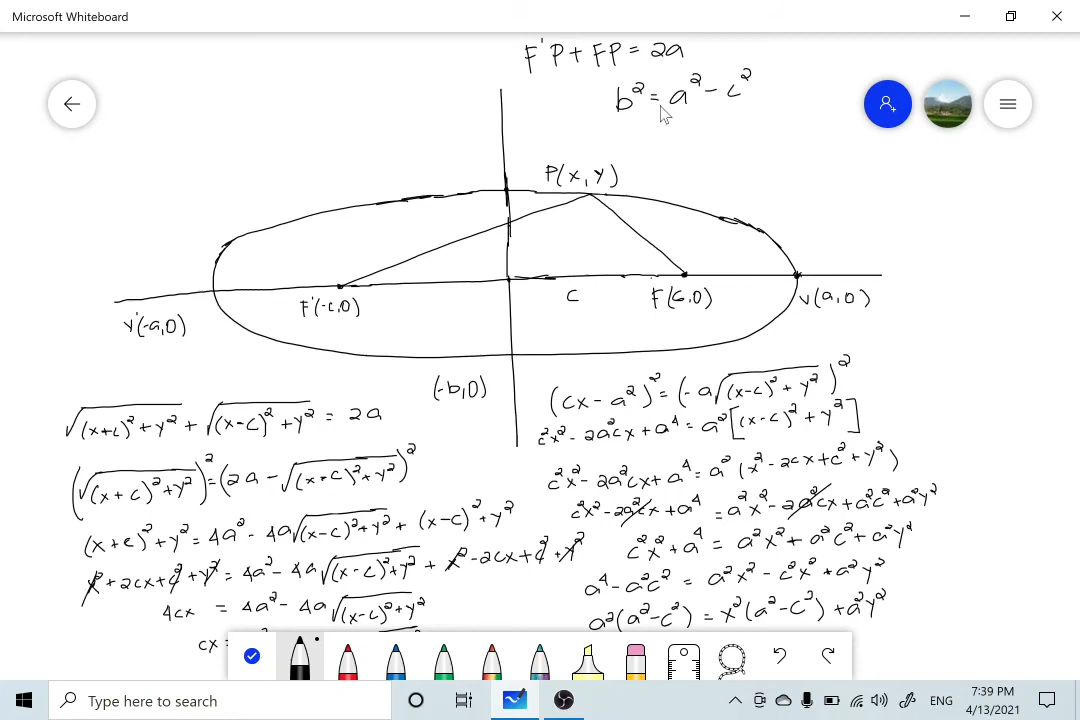 Microsoft Whiteboard
F'P + FP = 2a
b² = a² - c²
P(x, y)
F'(-c, 0)
C
F(c, 0)
V(a, 0)
V'(-a, 0)
(-b, 0)
√((x+c)² + y²) + √((x-c)² + y²) = 2a
(√((x+c)² + y²))² = (2a - √((x-c)² + y²))²
(x+c)² + y² = 4a² - 4a√((x-c)² + y²) + (x-c)² + y²
x² + 2cx + c² + y² = 4a² - 4a√((x-c)² + y²) + x² - 2cx + c² + y²
4cx = 4a² - 4a√((x-c)² + y²)
cx =
(cx - a²)² = (-a√((x-c)² + y²))²
c²x² - 2a²cx + a⁴ = a²[(x-c)² + y²]
c²x² - 2a²cx + a⁴ = a²(x² - 2cx + c² + y²)
c²x² - 2a²cx + a⁴ = a²x² - 2a²cx + a²c² + a²y²
c²x² + a⁴ = a²x² + a²c² + a²y²
a⁴ - a²c² = a²x² - c²x² + a²y²
a²(a² - c²) = x²(a² - c²) + a²y²
Type here to search
ENG
7:39 PM
4/13/2021